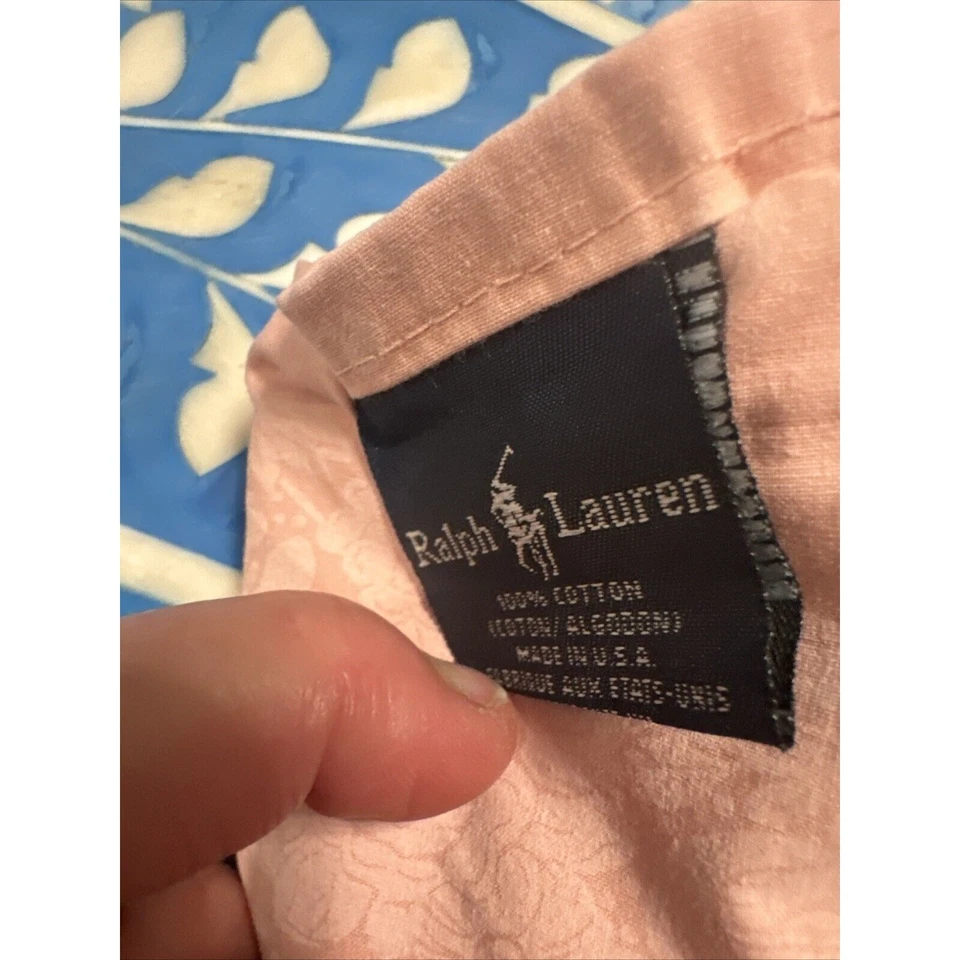 Ralph Lauren
100% COTTON
(COTON/ALGODON)
MADE IN U.S.A.
FABRIQUE AUX ETATS-UNIS